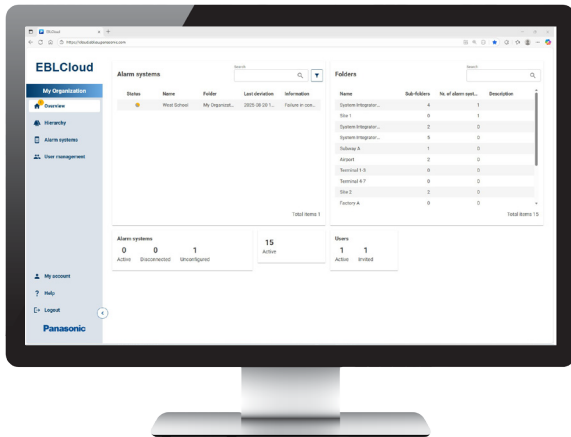 EBLCloud
EBLCloud
My Organization
Overview
Hierarchy
Alarm systems
User management
My account
? Help
Logout
Panasonic
Alarm systems
Search
Status Name Folder Last deviation Information
West School My Organizat... 2025-08-20 1... Failure in con...
Total items 1
Folders
Search
Name Sub-folders Nr. of alarm syst... Description
System Integrator... 4 1
Site 1 0 1
System Integrator... 2 0
System Integrator... 5 0
Subway A 1 0
Airport 2 0
Terminal 1-3 0 0
Terminal 4-7 0 0
Site 2 2 0
Factory A 0 0
Total items 15
Alarm systems
0 0 1
Active Disconnected Unconfigured
15
Active
Users
1 1
Active Invited